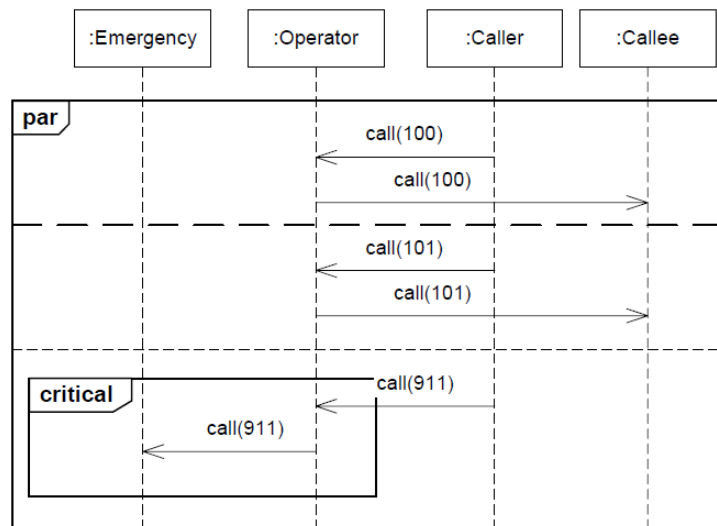 :Emergency
:Operator
:Caller
:Callee
par
call(100)
call(100)
call(101)
call(101)
critical
call(911)
call(911)